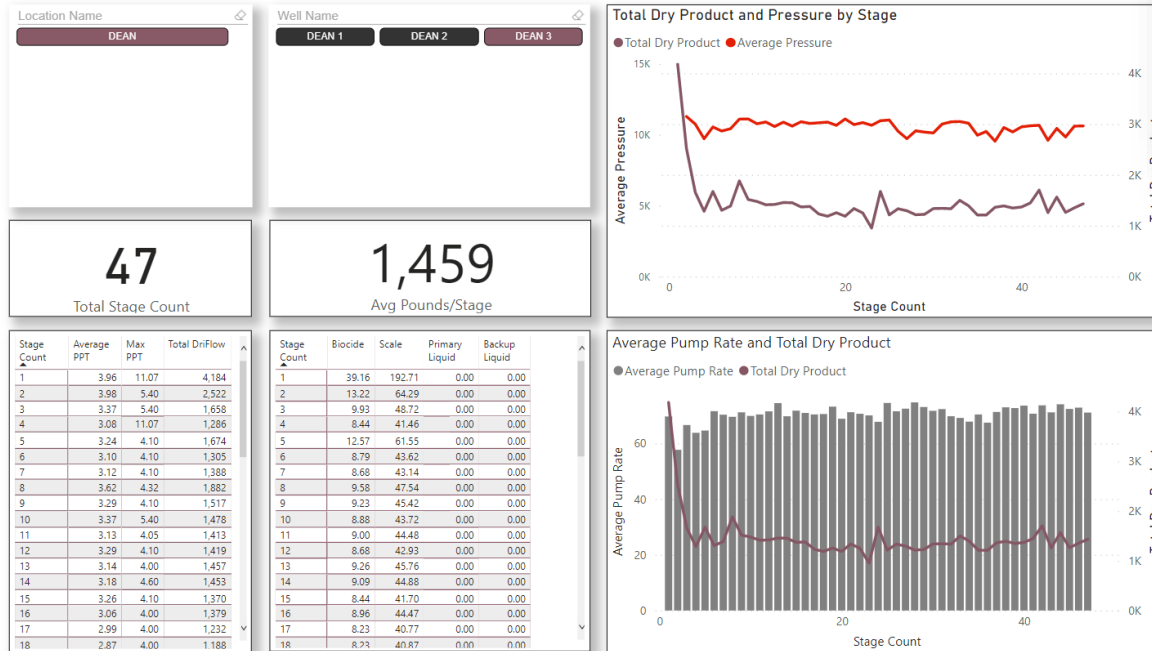 Location Name
DEAN
Well Name
DEAN 1 DEAN 2 DEAN 3
47
Total Stage Count
1,459
Avg Pounds/Stage
Stage Count Average PPT Max PPT Total DriFlow
1 3.96 11.07 4,184
2 3.98 5.40 2,522
3 3.37 5.40 1,658
4 3.08 11.07 1,286
5 3.24 4.10 1,674
6 3.10 4.10 1,305
7 3.12 4.10 1,388
8 3.62 4.32 1,882
9 3.29 4.10 1,517
10 3.37 5.40 1,478
11 3.13 4.05 1,413
12 3.29 4.10 1,419
13 3.14 4.00 1,457
14 3.18 4.60 1,453
15 3.26 4.10 1,370
16 3.06 4.00 1,379
17 2.99 4.00 1,232
18 2.87 4.00 1,188
Stage Count Biocide Scale Primary Liquid Backup Liquid
1 39.16 192.71 0.00 0.00
2 13.22 64.29 0.00 0.00
3 9.93 48.72 0.00 0.00
4 8.44 41.46 0.00 0.00
5 12.57 61.55 0.00 0.00
6 8.79 43.62 0.00 0.00
7 8.68 43.14 0.00 0.00
8 9.58 47.54 0.00 0.00
9 9.23 45.42 0.00 0.00
10 8.88 43.72 0.00 0.00
11 9.00 44.48 0.00 0.00
12 8.68 42.93 0.00 0.00
13 9.26 45.76 0.00 0.00
14 9.09 44.88 0.00 0.00
15 8.44 41.70 0.00 0.00
16 8.96 44.47 0.00 0.00
17 8.23 40.77 0.00 0.00
18 8.23 40.87 0.00 0.00
Total Dry Product and Pressure by Stage
Total Dry Product Average Pressure
15K
10K
5K
0K
Average Pressure
4K
3K
2K
1K
0K
0 20 40
Stage Count
Average Pump Rate and Total Dry Product
Average Pump Rate Total Dry Product
60
40
20
0
Average Pump Rate
4K
3K
2K
1K
0K
0 20 40
Stage Count